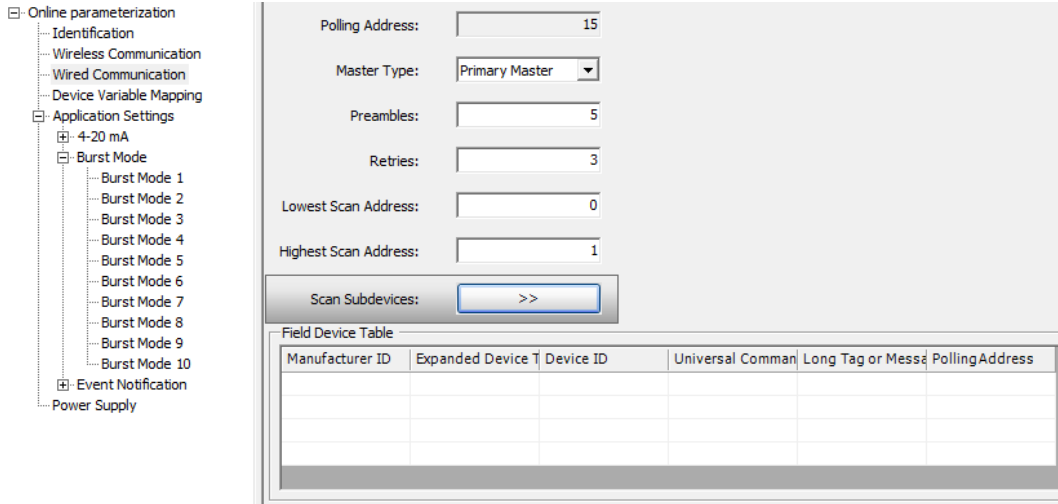 Online parameterization
Identification
Wireless Communication
Wired Communication
Device Variable Mapping
Application Settings
4-20 mA
Burst Mode
Burst Mode 1
Burst Mode 2
Burst Mode 3
Burst Mode 4
Burst Mode 5
Burst Mode 6
Burst Mode 7
Burst Mode 8
Burst Mode 9
Burst Mode 10
Event Notification
Power Supply
Polling Address: 15
Master Type: Primary Master
Preambles: 5
Retries: 3
Lowest Scan Address: 0
Highest Scan Address: 1
Scan Subdevices: >>
Field Device Table
Manufacturer ID Expanded Device T Device ID Universal Comman Long Tag or Messa PollingAddress